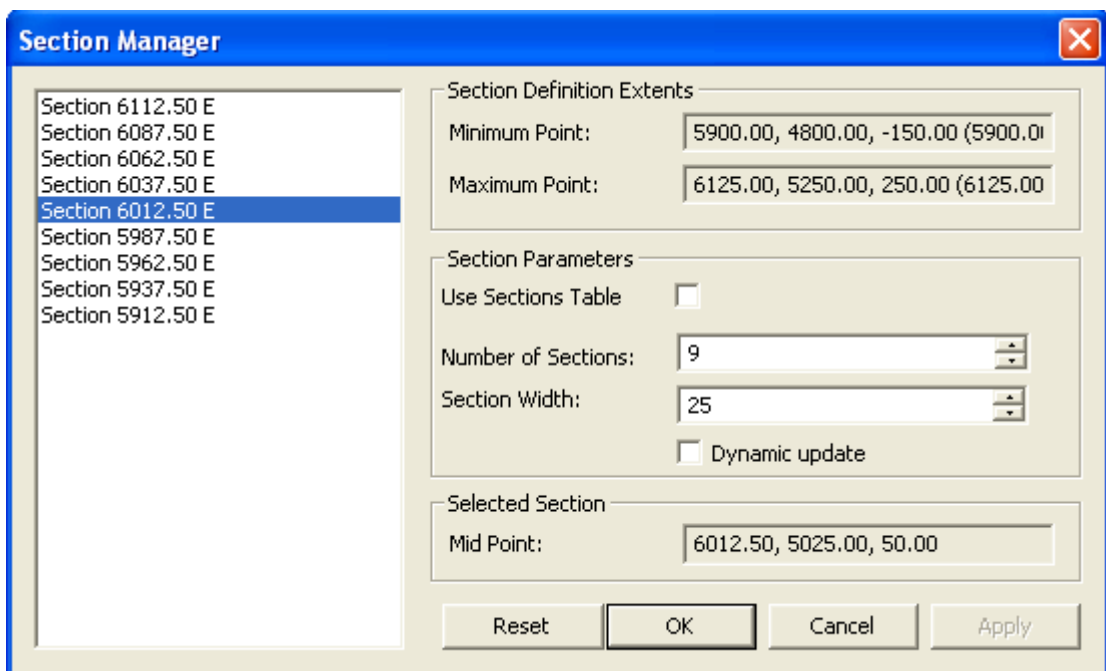 Section Manager
Section 6112.50 E
Section 6087.50 E
Section 6062.50 E
Section 6037.50 E
Section 6012.50 E
Section 5987.50 E
Section 5962.50 E
Section 5937.50 E
Section 5912.50 E
Section Definition Extents
Minimum Point: 5900.00, 4800.00, -150.00 (5900.0
Maximum Point: 6125.00, 5250.00, 250.00 (6125.00
Section Parameters
Use Sections Table
Number of Sections: 9
Section Width: 25
Dynamic update
Selected Section
Mid Point: 6012.50, 5025.00, 50.00
Reset OK Cancel Apply